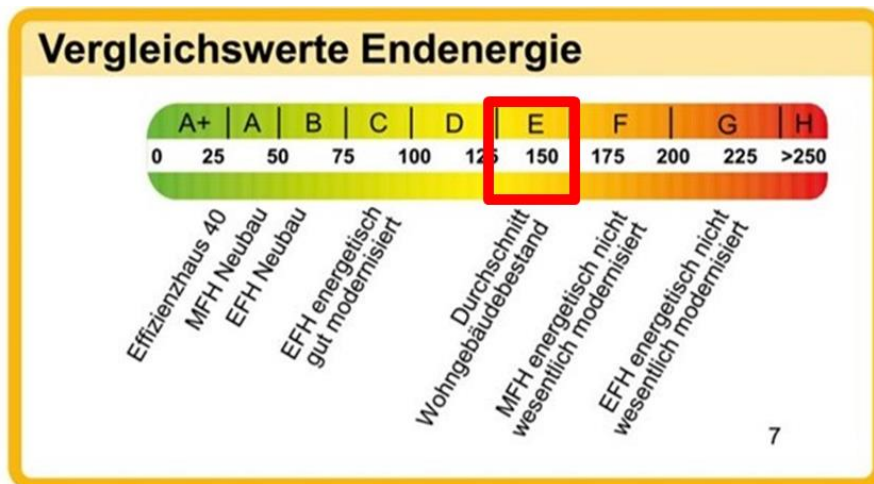 Vergleichswerte Endenergie
A+ | A | B | C | D | E | F | G | H
0 25 50 75 100 125 150 175 200 225 >250
Effizienzhaus 40
MFH Neubau
EFH Neubau
EFH energetisch
gut modernisiert
Durchschnitt
Wohngebäudebestand
MFH energetisch nicht
wesentlich modernisiert
EFH energetisch nicht
wesentlich modernisiert
7